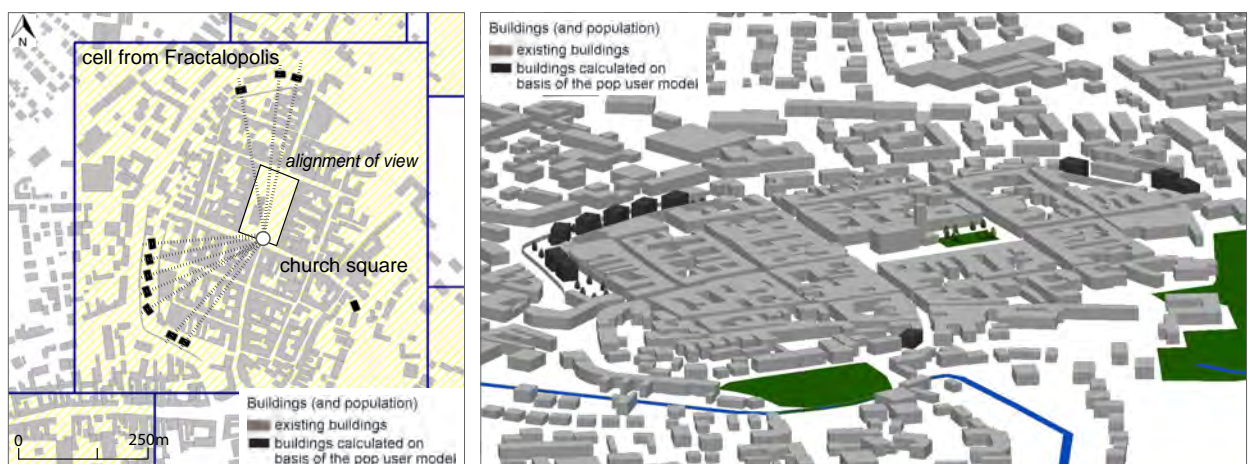 N
cell from Fractalopolis
alignment of view
church square
Buildings (and population)
existing buildings
buildings calculated on
basis of the pop user model
0 250m
Buildings (and population)
existing buildings
buildings calculated on
basis of the pop user model